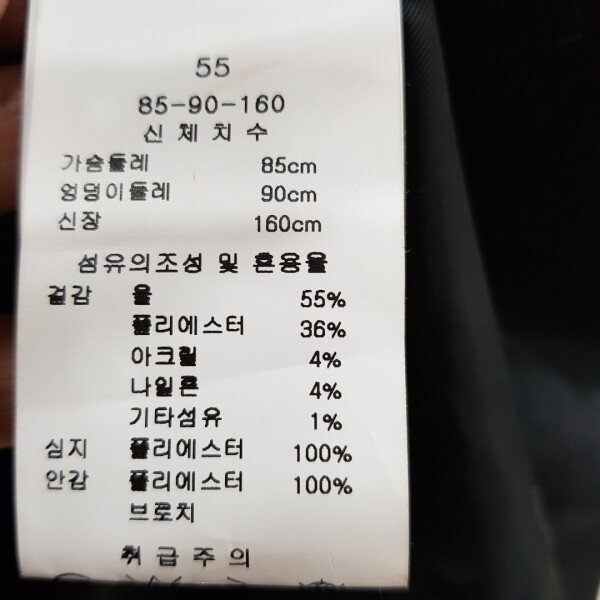 55
85-90-160
신체치수
가슴둘레 85cm
엉덩이둘레 90cm
신장 160cm
섬유의조성 및 혼용율
겉감 울 55%
폴리에스터 36%
아크릴 4%
나일론 4%
기타섬유 1%
심지 폴리에스터 100%
안감 폴리에스터 100%
브로치
취급주의